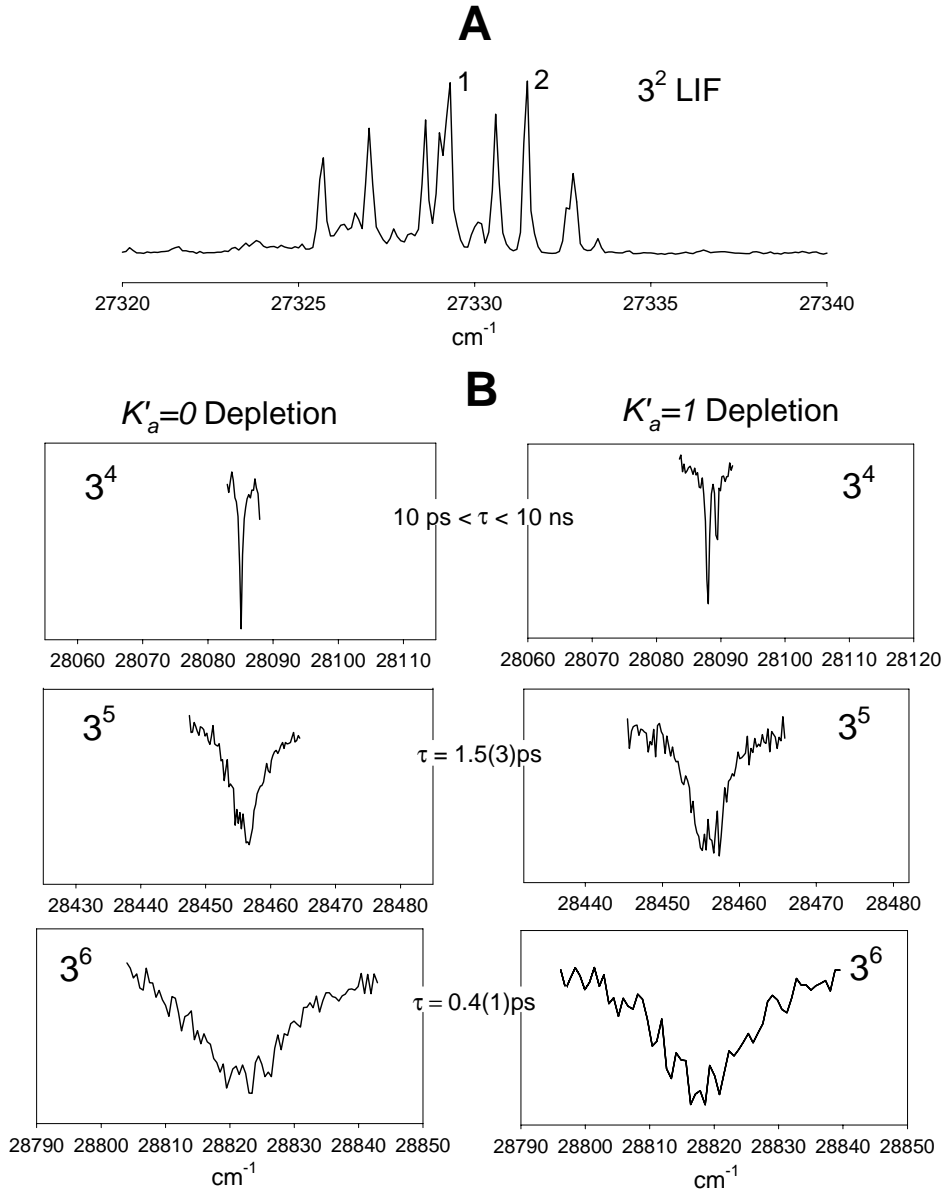 A
1 2 3² LIF
27320 27325 27330 27335 27340
cm⁻¹
B
K'ₐ=0 Depletion K'ₐ=1 Depletion
3⁴ 10 ps < τ < 10 ns 3⁴
28060 28070 28080 28090 28100 28110 28060 28070 28080 28090 28100 28110 28120
3⁵ τ = 1.5(3)ps 3⁵
28430 28440 28450 28460 28470 28480 28440 28450 28460 28470 28480
3⁶ τ = 0.4(1)ps 3⁶
28790 28800 28810 28820 28830 28840 28850 28790 28800 28810 28820 28830 28840 28850
cm⁻¹ cm⁻¹